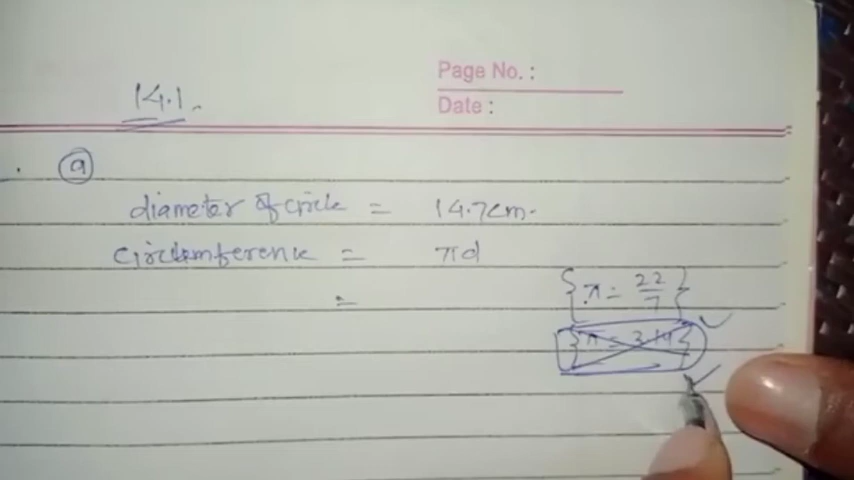 14.1.
Page No. :
Date :
a
diameter of circle = 14.7cm.
Circumference = πd
=
{π = 22/7}
{π = 3.14}